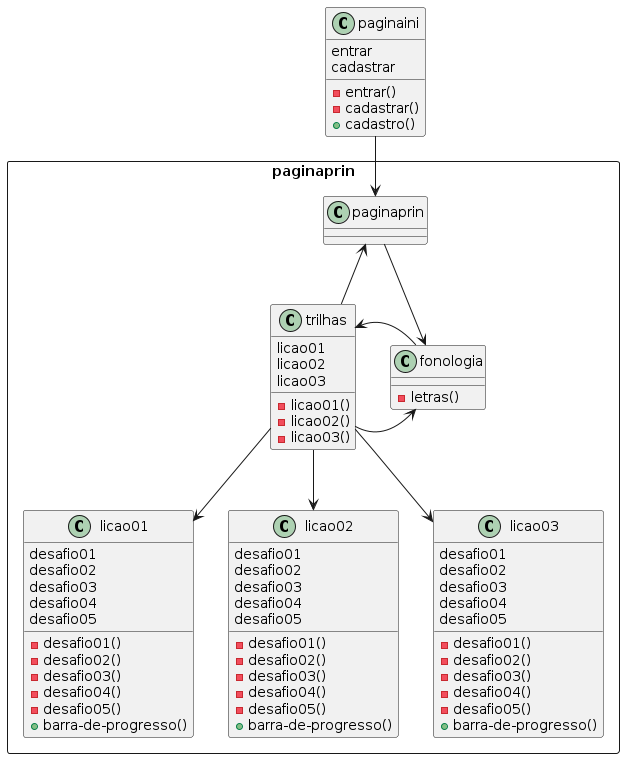 C paginaini
entrar
cadastrar
entrar()
cadastrar()
cadastro()
paginaprin
C paginaprin
C trilhas
licao01
licao02
licao03
licao01()
licao02()
licao03()
C fonologia
letras()
C licao01
desafio01
desafio02
desafio03
desafio04
desafio05
desafio01()
desafio02()
desafio03()
desafio04()
desafio05()
barra-de-progresso()
C licao02
desafio01
desafio02
desafio03
desafio04
desafio05
desafio01()
desafio02()
desafio03()
desafio04()
desafio05()
barra-de-progresso()
C licao03
desafio01
desafio02
desafio03
desafio04
desafio05
desafio01()
desafio02()
desafio03()
desafio04()
desafio05()
barra-de-progresso()